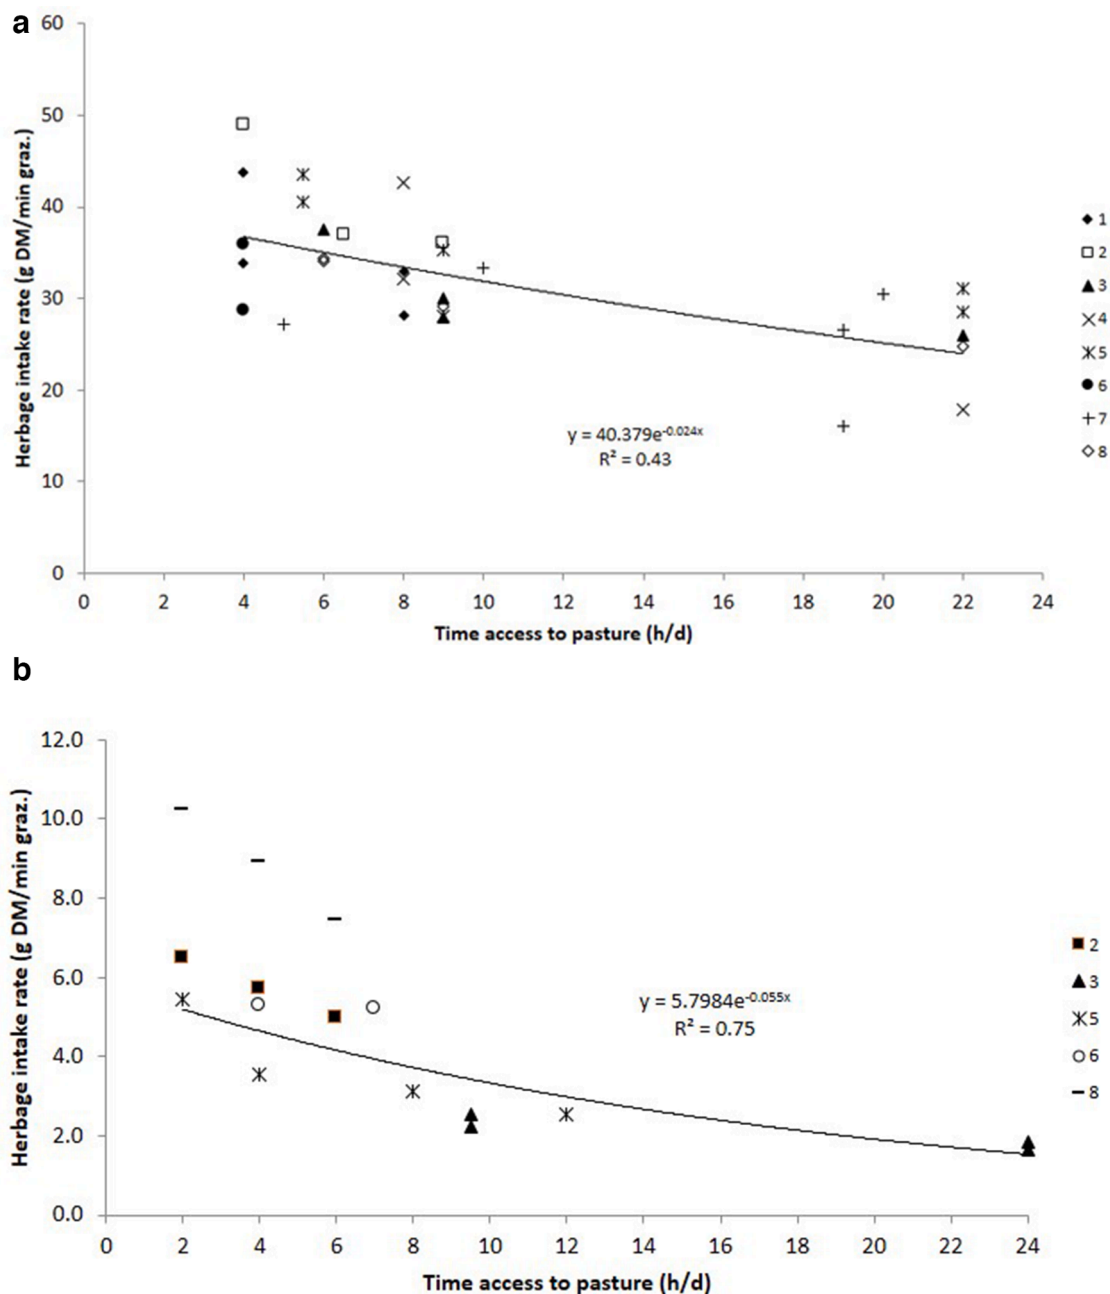 a
Herbage intake rate (g DM/min graz.)
60
50
40
30
20
10
0
0 2 4 6 8 10 12 14 16 18 20 22 24
Time access to pasture (h/d)
y = 40.379e^-0.024x
R² = 0.43
1
2
3
4
5
6
7
8
b
Herbage intake rate (g DM/min graz.)
12.0
10.0
8.0
6.0
4.0
2.0
0.0
0 2 4 6 8 10 12 14 16 18 20 22 24
Time access to pasture (h/d)
y = 5.7984e^-0.055x
R² = 0.75
2
3
5
6
8